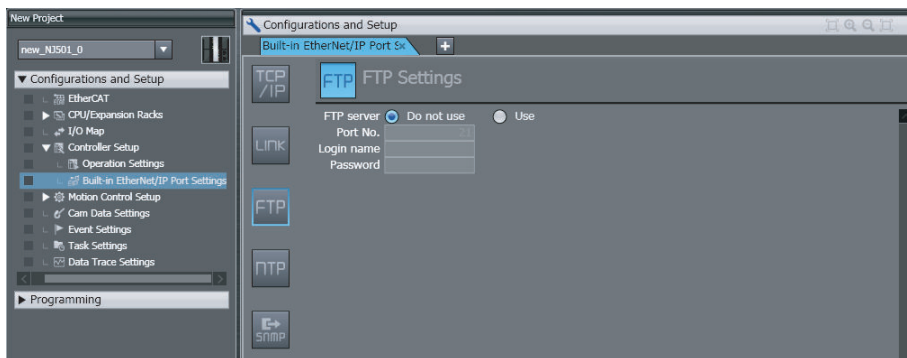 New Project
new_NJ501_0
Configurations and Setup
EtherCAT
CPU/Expansion Racks
I/O Map
Controller Setup
Operation Settings
Built-in EtherNet/IP Port Settings
Motion Control Setup
Cam Data Settings
Event Settings
Task Settings
Data Trace Settings
Programming
Configurations and Setup
Built-in EtherNet/IP Port S
TCP
/IP
LINK
FTP
NTP
SNMP
FTP FTP Settings
FTP server Do not use Use
Port No. 21
Login name
Password